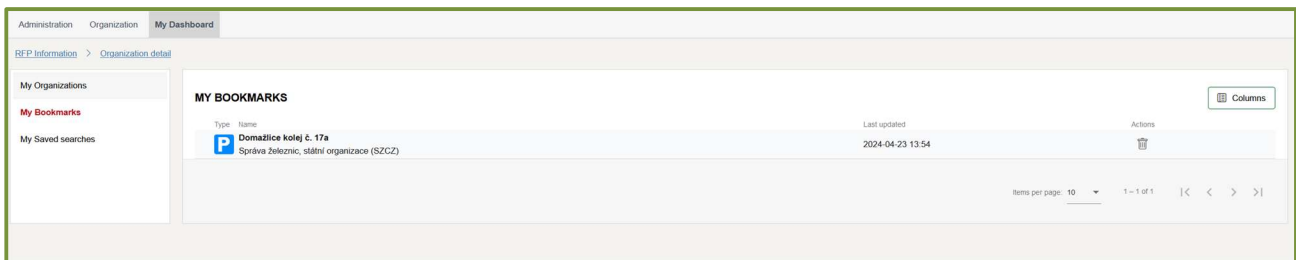 Administration Organization My Dashboard
RFP Information > Organization detail
My Organizations
My Bookmarks
My Saved searches
MY BOOKMARKS
Columns
Type Name Last updated Actions
P
Domažlice kolej č. 17a
Správa železnic, státní organizace (SZCZ)
2024-04-23 13:54
Items per page: 10 1 – 1 of 1